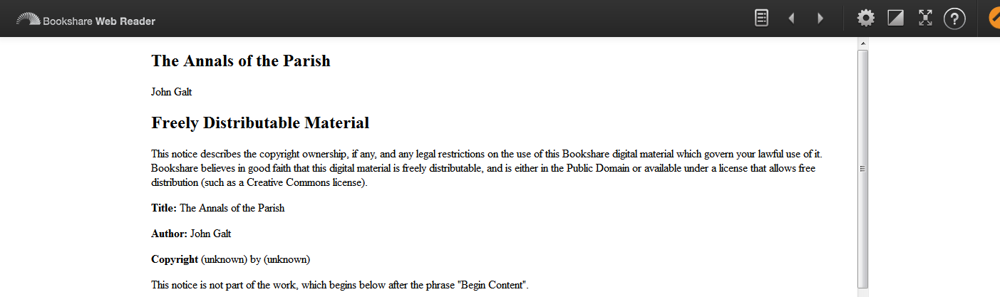 Bookshare Web Reader
?
The Annals of the Parish
John Galt
Freely Distributable Material
This notice describes the copyright ownership, if any, and any legal restrictions on the use of this Bookshare digital material which govern your lawful use of it.
Bookshare believes in good faith that this digital material is freely distributable, and is either in the Public Domain or available under a license that allows free
distribution (such as a Creative Commons license).
Title: The Annals of the Parish
Author: John Galt
Copyright (unknown) by (unknown)
This notice is not part of the work, which begins below after the phrase "Begin Content".